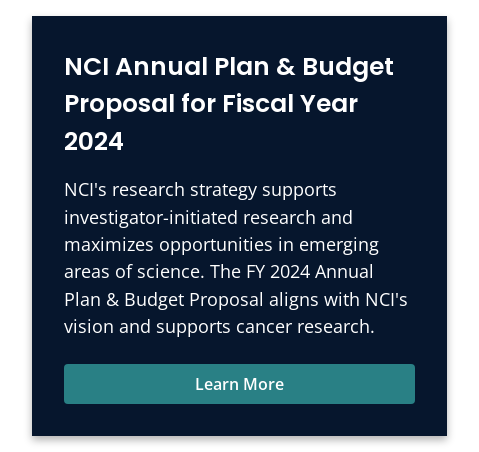 NCI Annual Plan & Budget
Proposal for Fiscal Year
2024
NCI's research strategy supports
investigator-initiated research and
maximizes opportunities in emerging
areas of science. The FY 2024 Annual
Plan & Budget Proposal aligns with NCI's
vision and supports cancer research.
Learn More